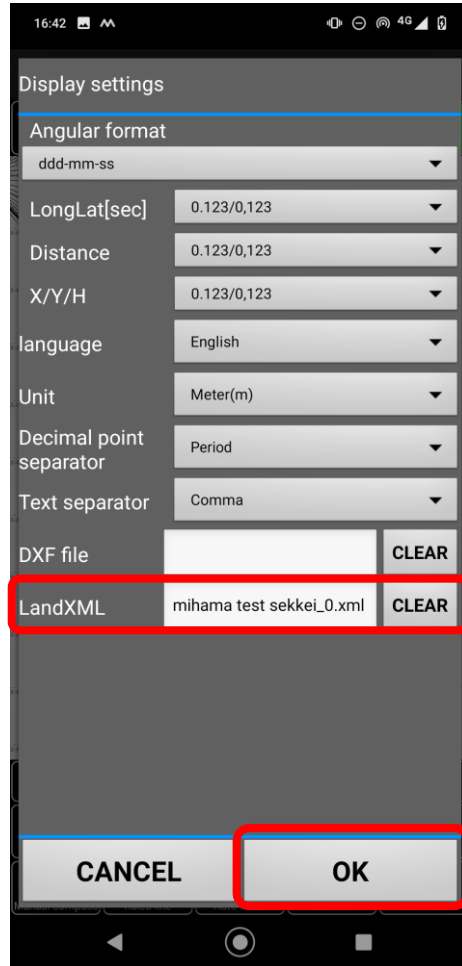 16:42 4G
Display settings
Angular format
ddd-mm-ss
LongLat[sec] 0.123/0,123
Distance 0.123/0,123
X/Y/H 0.123/0,123
language English
Unit Meter(m)
Decimal point
separator Period
Text separator Comma
DXF file CLEAR
LandXML mihama test sekkei_0.xml CLEAR
CANCEL OK